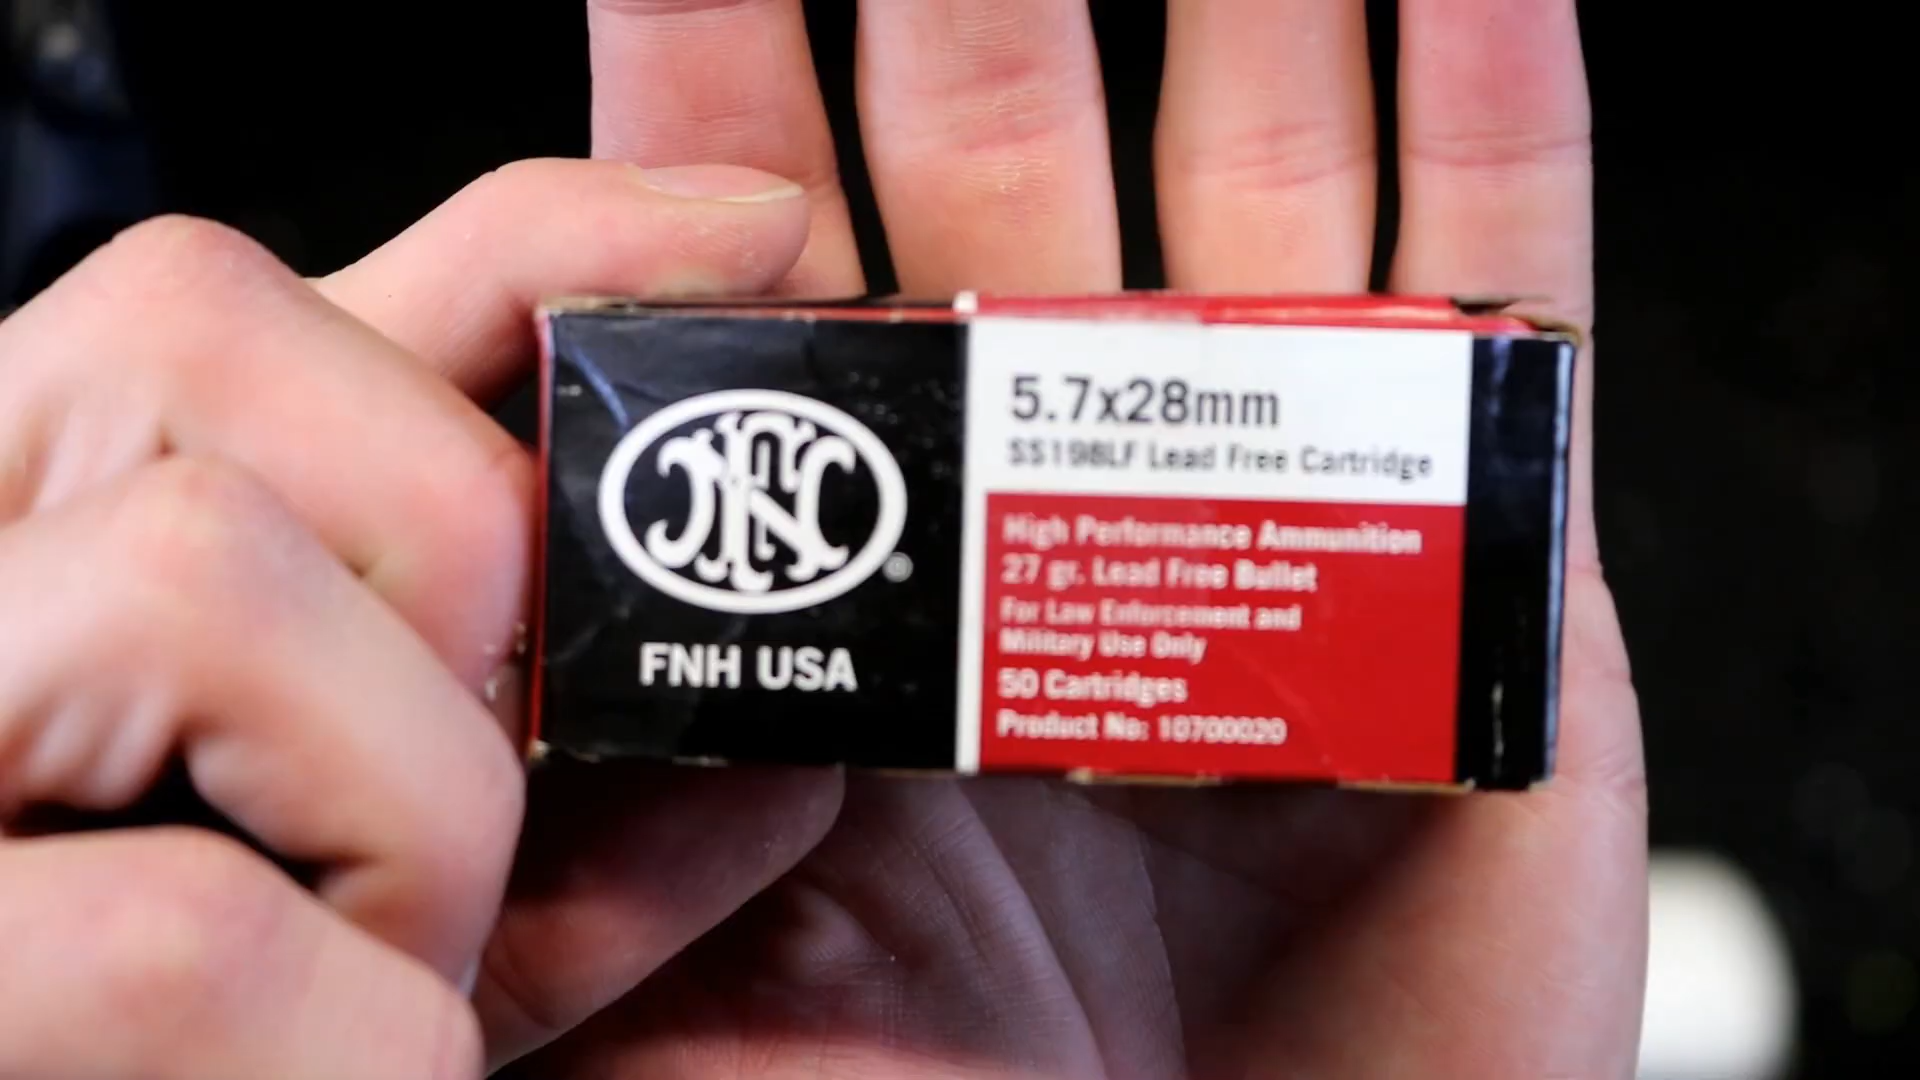 FN
®
FNH USA
5.7x28mm
SS198LF Lead Free Cartridge
High Performance Ammunition
27 gr. Lead Free Bullet
For Law Enforcement and
Military Use Only
50 Cartridges
Product No: 10700020